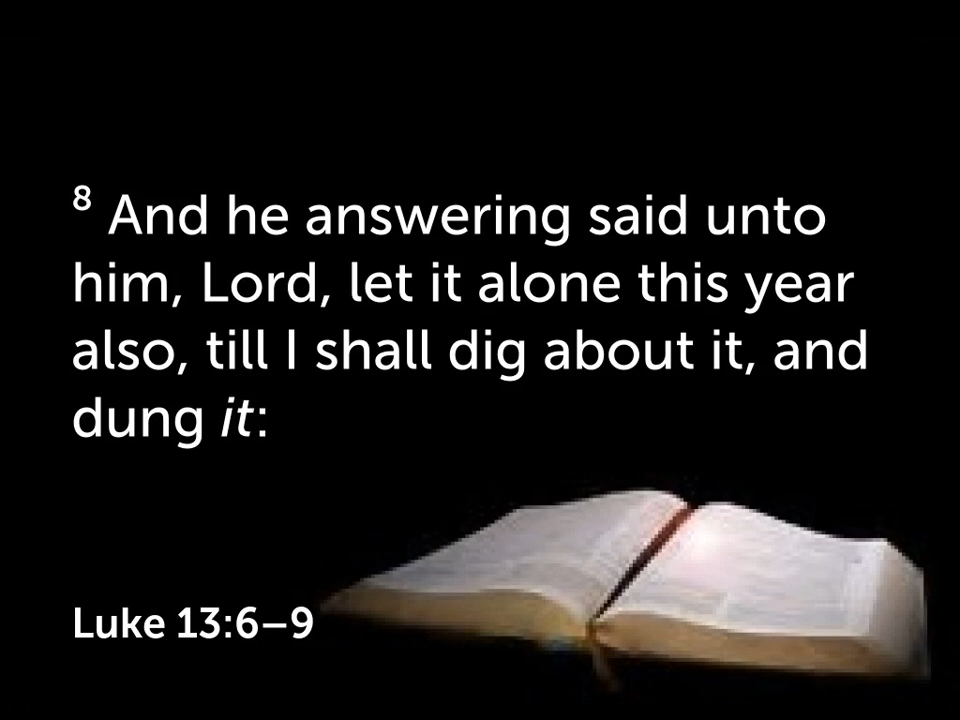 ⁸ And he answering said unto
him, Lord, let it alone this year
also, till I shall dig about it, and
dung it:
Luke 13:6–9